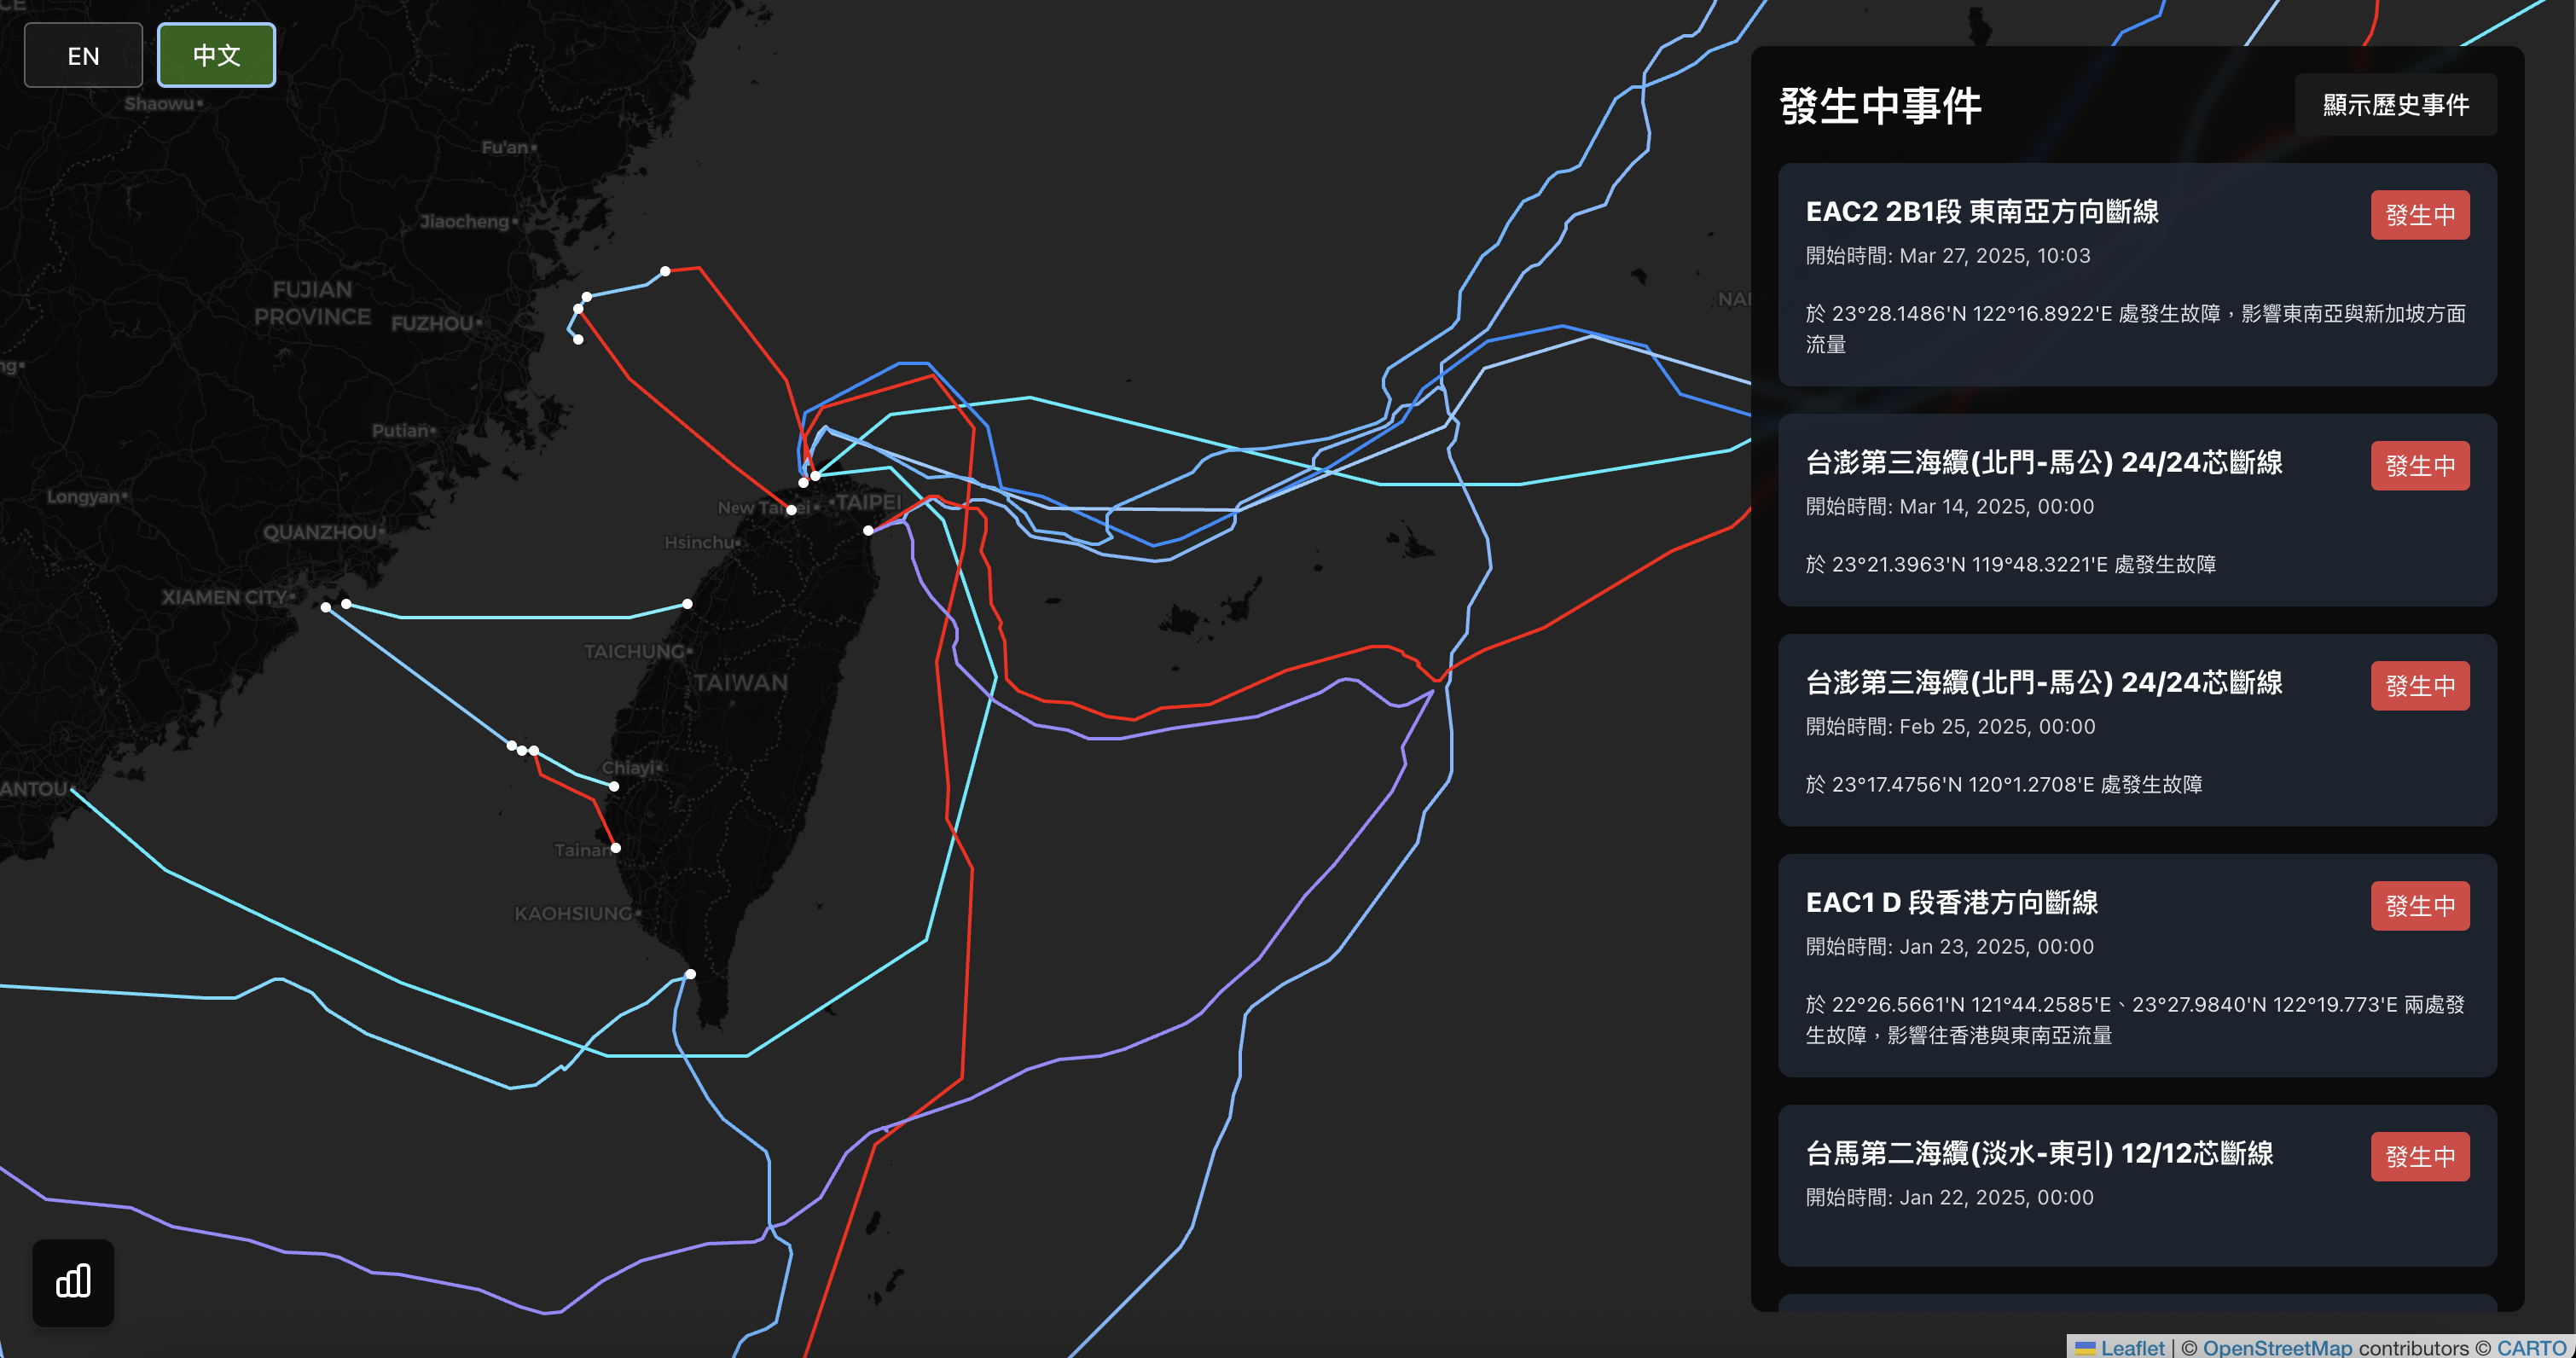 EN
中文
Shaowu
Fu'an
Jiaocheng
FUJIAN
PROVINCE
FUZHOU
Putian
Longyan
QUANZHOU
XIAMEN CITY
ANTOU
New Taipei
TAIPEI
Hsinchu
TAICHUNG
TAIWAN
Chiayi
Tainan
KAOHSIUNG
發生中事件
顯示歷史事件
EAC2 2B1段 東南亞方向斷線
發生中
開始時間: Mar 27, 2025, 10:03
於 23°28.1486'N 122°16.8922'E 處發生故障，影響東南亞與新加坡方面
流量
台澎第三海纜(北門-馬公) 24/24芯斷線
發生中
開始時間: Mar 14, 2025, 00:00
於 23°21.3963'N 119°48.3221'E 處發生故障
台澎第三海纜(北門-馬公) 24/24芯斷線
發生中
開始時間: Feb 25, 2025, 00:00
於 23°17.4756'N 120°1.2708'E 處發生故障
EAC1 D 段香港方向斷線
發生中
開始時間: Jan 23, 2025, 00:00
於 22°26.5661'N 121°44.2585'E、23°27.9840'N 122°19.773'E 兩處發
生故障，影響往香港與東南亞流量
台馬第二海纜(淡水-東引) 12/12芯斷線
發生中
開始時間: Jan 22, 2025, 00:00
Leaflet | © OpenStreetMap contributors © CARTO